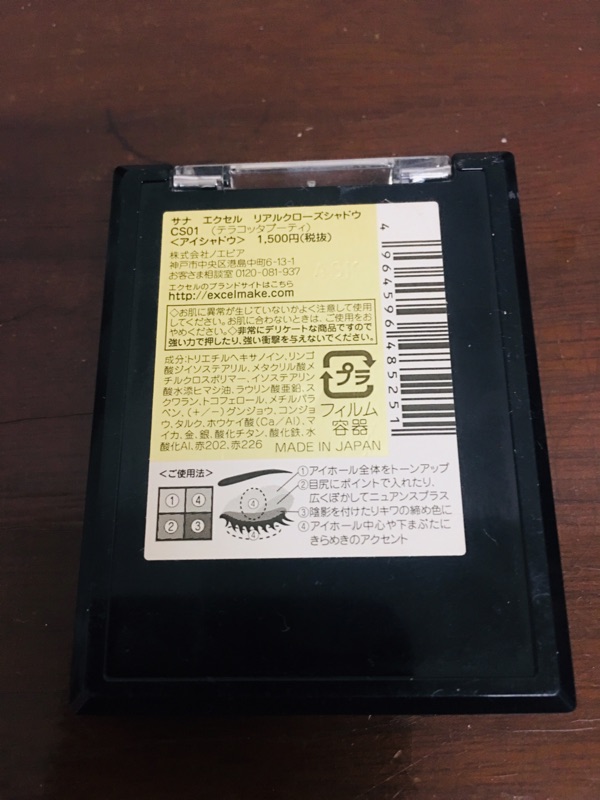 サナ エクセル リアルクローズシャドウ
CS01 （テラコッタブーティ）
<アイシャドウ> 1,500円(税抜)
株式会社ノエビア
神戸市中央区港島中町6-13-1
お客さま相談室 0120-081-937
エクセルのブランドサイトはこちら
http://excelmake.com
◇お肌に異常が生じていないかよく注意して使用
してください。お肌に合わないときは、ご使用をお
やめください。◇非常にデリケートな商品ですので
強い力で押したり、強い衝撃を与えないでください。
成分:トリエチルヘキサノイン、リンゴ
酸ジイソステアリル、メタクリル酸メ
チルクロスポリマー、イソステアリン
酸水添ヒマシ油、ラウリン酸亜鉛、ス
クワラン、トコフェロール、メチルパラ
ベン、(+/-)グンジョウ、コンジョ
ウ、タルク、ホウケイ酸(Ca/Al)、マ
イカ、金、銀、酸化チタン、酸化鉄、水
酸化Al、赤202、赤226
プラ
フィルム
容器
MADE IN JAPAN
4964596485251
<ご使用法>
① ④
② ③
④
②
①
③
④
①アイホール全体をトーンアップ
②目尻にポイントで入れたり、
広くぼかしてニュアンスプラス
③陰影を付けたりキワの締め色に
④アイホール中心や下まぶたに
きらめきのアクセント